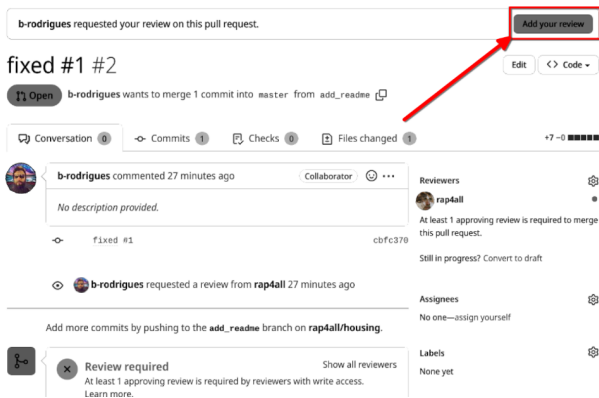 b-rodrigues requested your review on this pull request.
Add your review
fixed #1 #2
Edit
<> Code
Open
b-rodrigues wants to merge 1 commit into master from add_readme
Conversation 0
Commits 1
Checks 0
Files changed 1
+7 −0
b-rodrigues commented 27 minutes ago
Collaborator
No description provided.
fixed #1
cbfc370
b-rodrigues requested a review from rap4all 27 minutes ago
Add more commits by pushing to the add_readme branch on rap4all/housing.
Review required
Show all reviewers
At least 1 approving review is required by reviewers with write access.
Learn more.
Reviewers
rap4all
At least 1 approving review is required to merge
this pull request.
Still in progress? Convert to draft
Assignees
No one—assign yourself
Labels
None yet